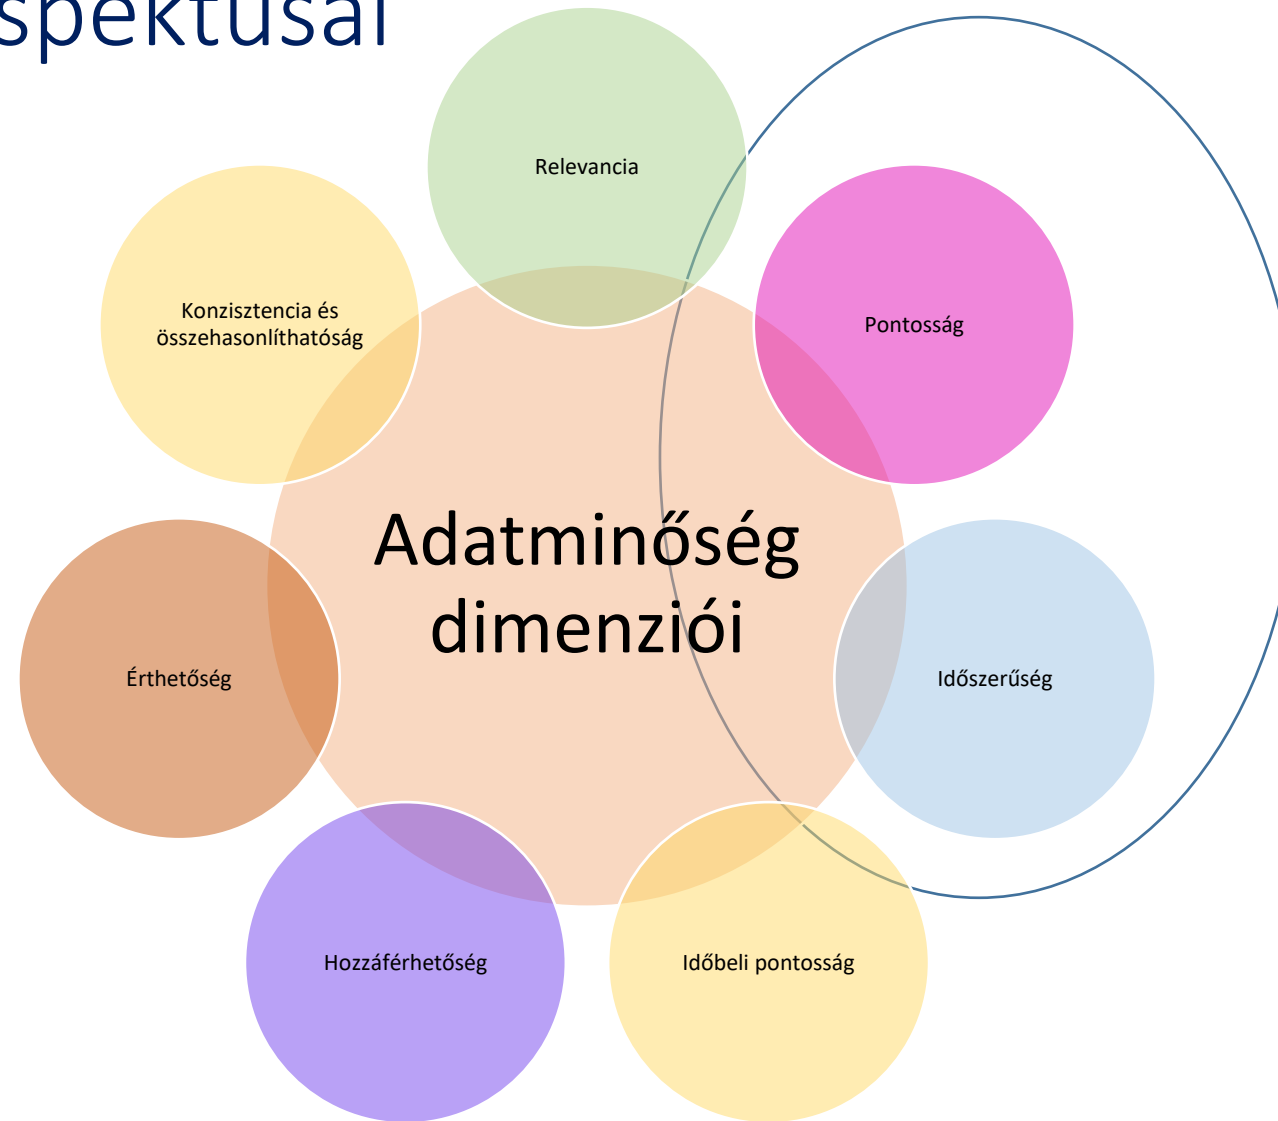 spektusai
Relevancia
Konzisztencia és
összehasonlíthatóság
Pontosság
Adatminőség
dimenziói
Érthetőség
Időszerűség
Hozzáférhetőség
Időbeli pontosság